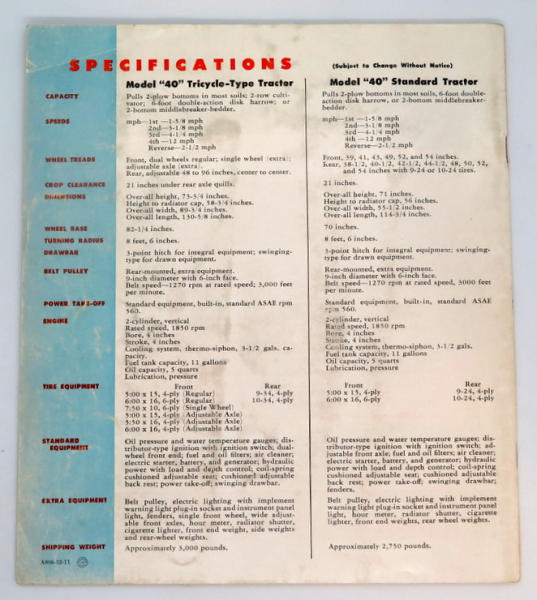 SPECIFICATIONS (Subject to Change Without Notice)
Model "40" Tricycle-Type Tractor
Model "40" Standard Tractor
CAPACITY
Pulls 2-plow bottoms in most soils; 2-row culti-
vator; 6-foot double-action disk harrow; or
2-bottom middlebreaker-bedder.
Pulls 2-plow bottoms in most soils, 6-foot double-
action disk harrow, or 2-bottom middlebreaker-
bedder.
SPEEDS
mph—1st —1-5/8 mph
2nd—3-1/8 mph
3rd—4-1/4 mph
4th —12 mph
Reverse—2-1/2 mph
mph—1st —1-5/8 mph
2nd—3-1/8 mph
3rd—4-1/4 mph
4th—12 mph
Reverse—2-1/2 mph
WHEEL TREADS
Front, dual wheels regular; single wheel (extra);
adjustable axle (extra).
Rear, adjustable 48 to 96 inches, center to center.
Front, 39, 41, 43, 49, 52, and 54 inches.
Rear, 38-1/2, 40-1/2, 42-1/2, 44-1/2, 48, 50, 52,
and 54 inches with 9-24 or 10-24 tires.
CROP CLEARANCE
21 inches under rear axle quills.
21 inches.
DIMENSIONS
Over-all height,
Height to radiator cap,
Over-all width,
Over-all length, 130-5/8 inches.
Over-all height, 71 inches.
Height to radiator cap, 56 inches.
Over-all width, 55-1/2 inches.
Over-all length, 114-3/4 inches.
WHEEL BASE
82-1/4 inches.
70 inches.
TURNING RADIUS
8 feet, 6 inches.
8 feet, 6 inches.
DRAWBAR
3-point hitch for integral equipment; swinging-
type for drawn equipment.
3-point hitch for integral equipment; swinging-
type for drawn equipment.
BELT PULLEY
Rear-mounted, extra equipment.
9-inch diameter with 6-inch face.
Belt speed—1270 rpm at rated speed; 3,000 feet
per minute.
Rear-mounted, extra equipment.
9-inch diameter with 6-inch face.
Belt speed—1270 rpm at rated speed, 3000 feet
per minute.
POWER TAKE-OFF
Standard equipment, built-in, standard ASAE rpm
560.
Standard equipment, built-in, standard ASAE
rpm 560.
ENGINE
2-cylinder, vertical
Rated speed, 1850 rpm
Bore, 4 inches
Stroke, 4 inches
Cooling system, thermo-siphon, 3-1/2 gals. ca-
pacity.
Fuel tank capacity, 11 gallons
Oil capacity, 5 quarts
Lubrication, pressure
2-cylinder, vertical
Rated speed, 1850 rpm
Bore, 4 inches
Stroke, 4 inches
Cooling system, thermo-siphon, 3-1/2 gals.
Fuel tank capacity, 11 gallons
Oil capacity, 5 quarts
Lubrication, pressure
TIRE EQUIPMENT
Front Rear
5:00 x 15, 4-ply (Regular) 9-34, 4-ply
6:00 x 16, 6-ply (Regular) 10-34, 4-ply
7:50 x 10, 6-ply (Single Wheel)
5:00 x 15, 4-ply (Adjustable Axle)
5:50 x 16, 4-ply (Adjustable Axle)
6:00 x 16, 4-ply (Adjustable Axle)
Front Rear
5:00 x 15, 4-ply 9-24, 4-ply
6:00 x 16, 6-ply 10-24, 4-ply
STANDARD
EQUIPMENT
Oil pressure and water temperature gauges; dis-
tributor-type ignition with ignition switch; dual-
wheel front end; fuel and oil filters; air cleaner;
electric starter, battery, and generator; hydraulic
power with load and depth control; coil-spring
cushioned adjustable seat; cushioned adjustable
back rest; power take-off; swinging drawbar.
Oil pressure and water temperature gauges; dis-
tributor-type ignition with ignition switch; ad-
justable front axle; fuel and oil filters; air cleaner;
electric starter, battery, and generator; hydraulic
power with load and depth control; coil-spring
cushioned adjustable seat; cushioned adjustable
back rest; power take-off; swinging drawbar;
fenders.
EXTRA EQUIPMENT
Belt pulley, electric lighting with implement
warning light plug-in socket and instrument panel
light, fenders, single front wheel, wide adjust-
able front axles, hour meter, radiator shutter,
cigarette lighter, front end weight, side weights
and rear-wheel weights.
Belt pulley, electric lighting with implement
warning light plug-in socket and instrument panel
light, hour meter, radiator shutter, cigarette
lighter, front end weights, rear wheel weights.
SHIPPING WEIGHT
Approximately 3,000 pounds.
Approximately 2,750 pounds.